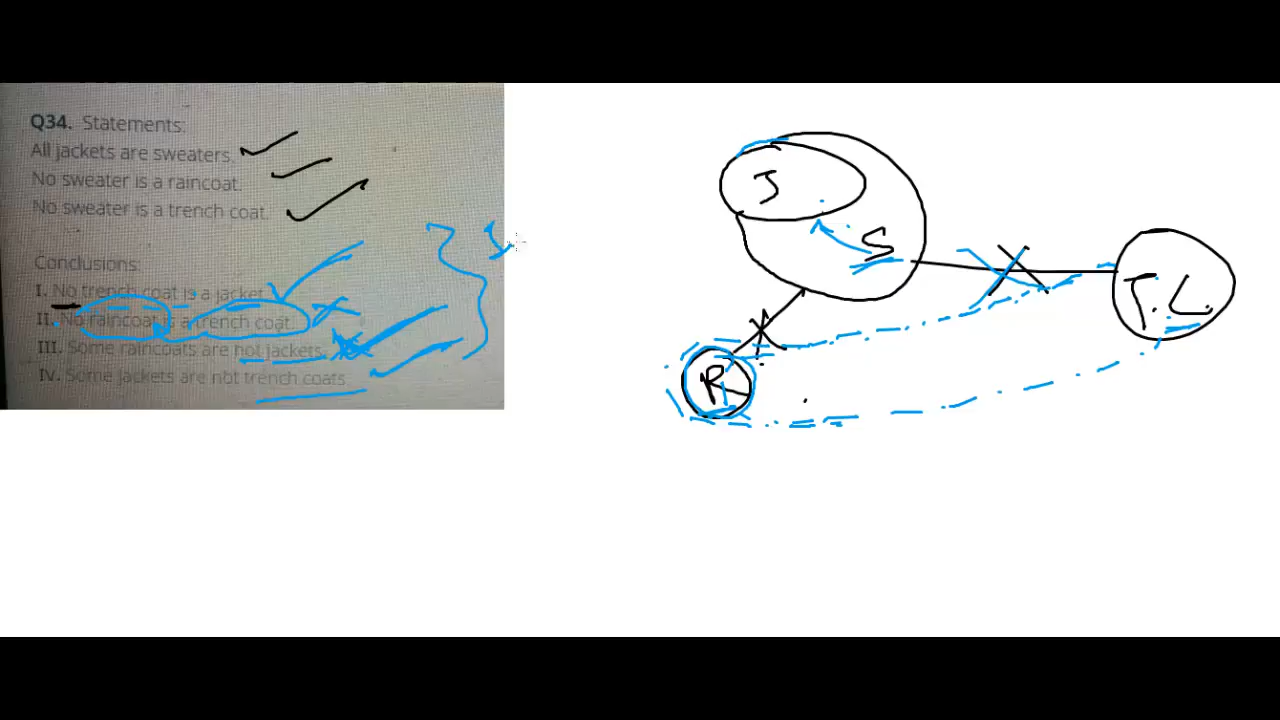 Q34. Statements:
All jackets are sweaters.
No sweater is a raincoat.
No sweater is a trench coat.
Conclusions:
I. No trench coat is a jacket.
II. No raincoat is a trench coat.
III. Some raincoats are not jackets.
IV. Some jackets are not trench coats.
J
S
T.C.
R